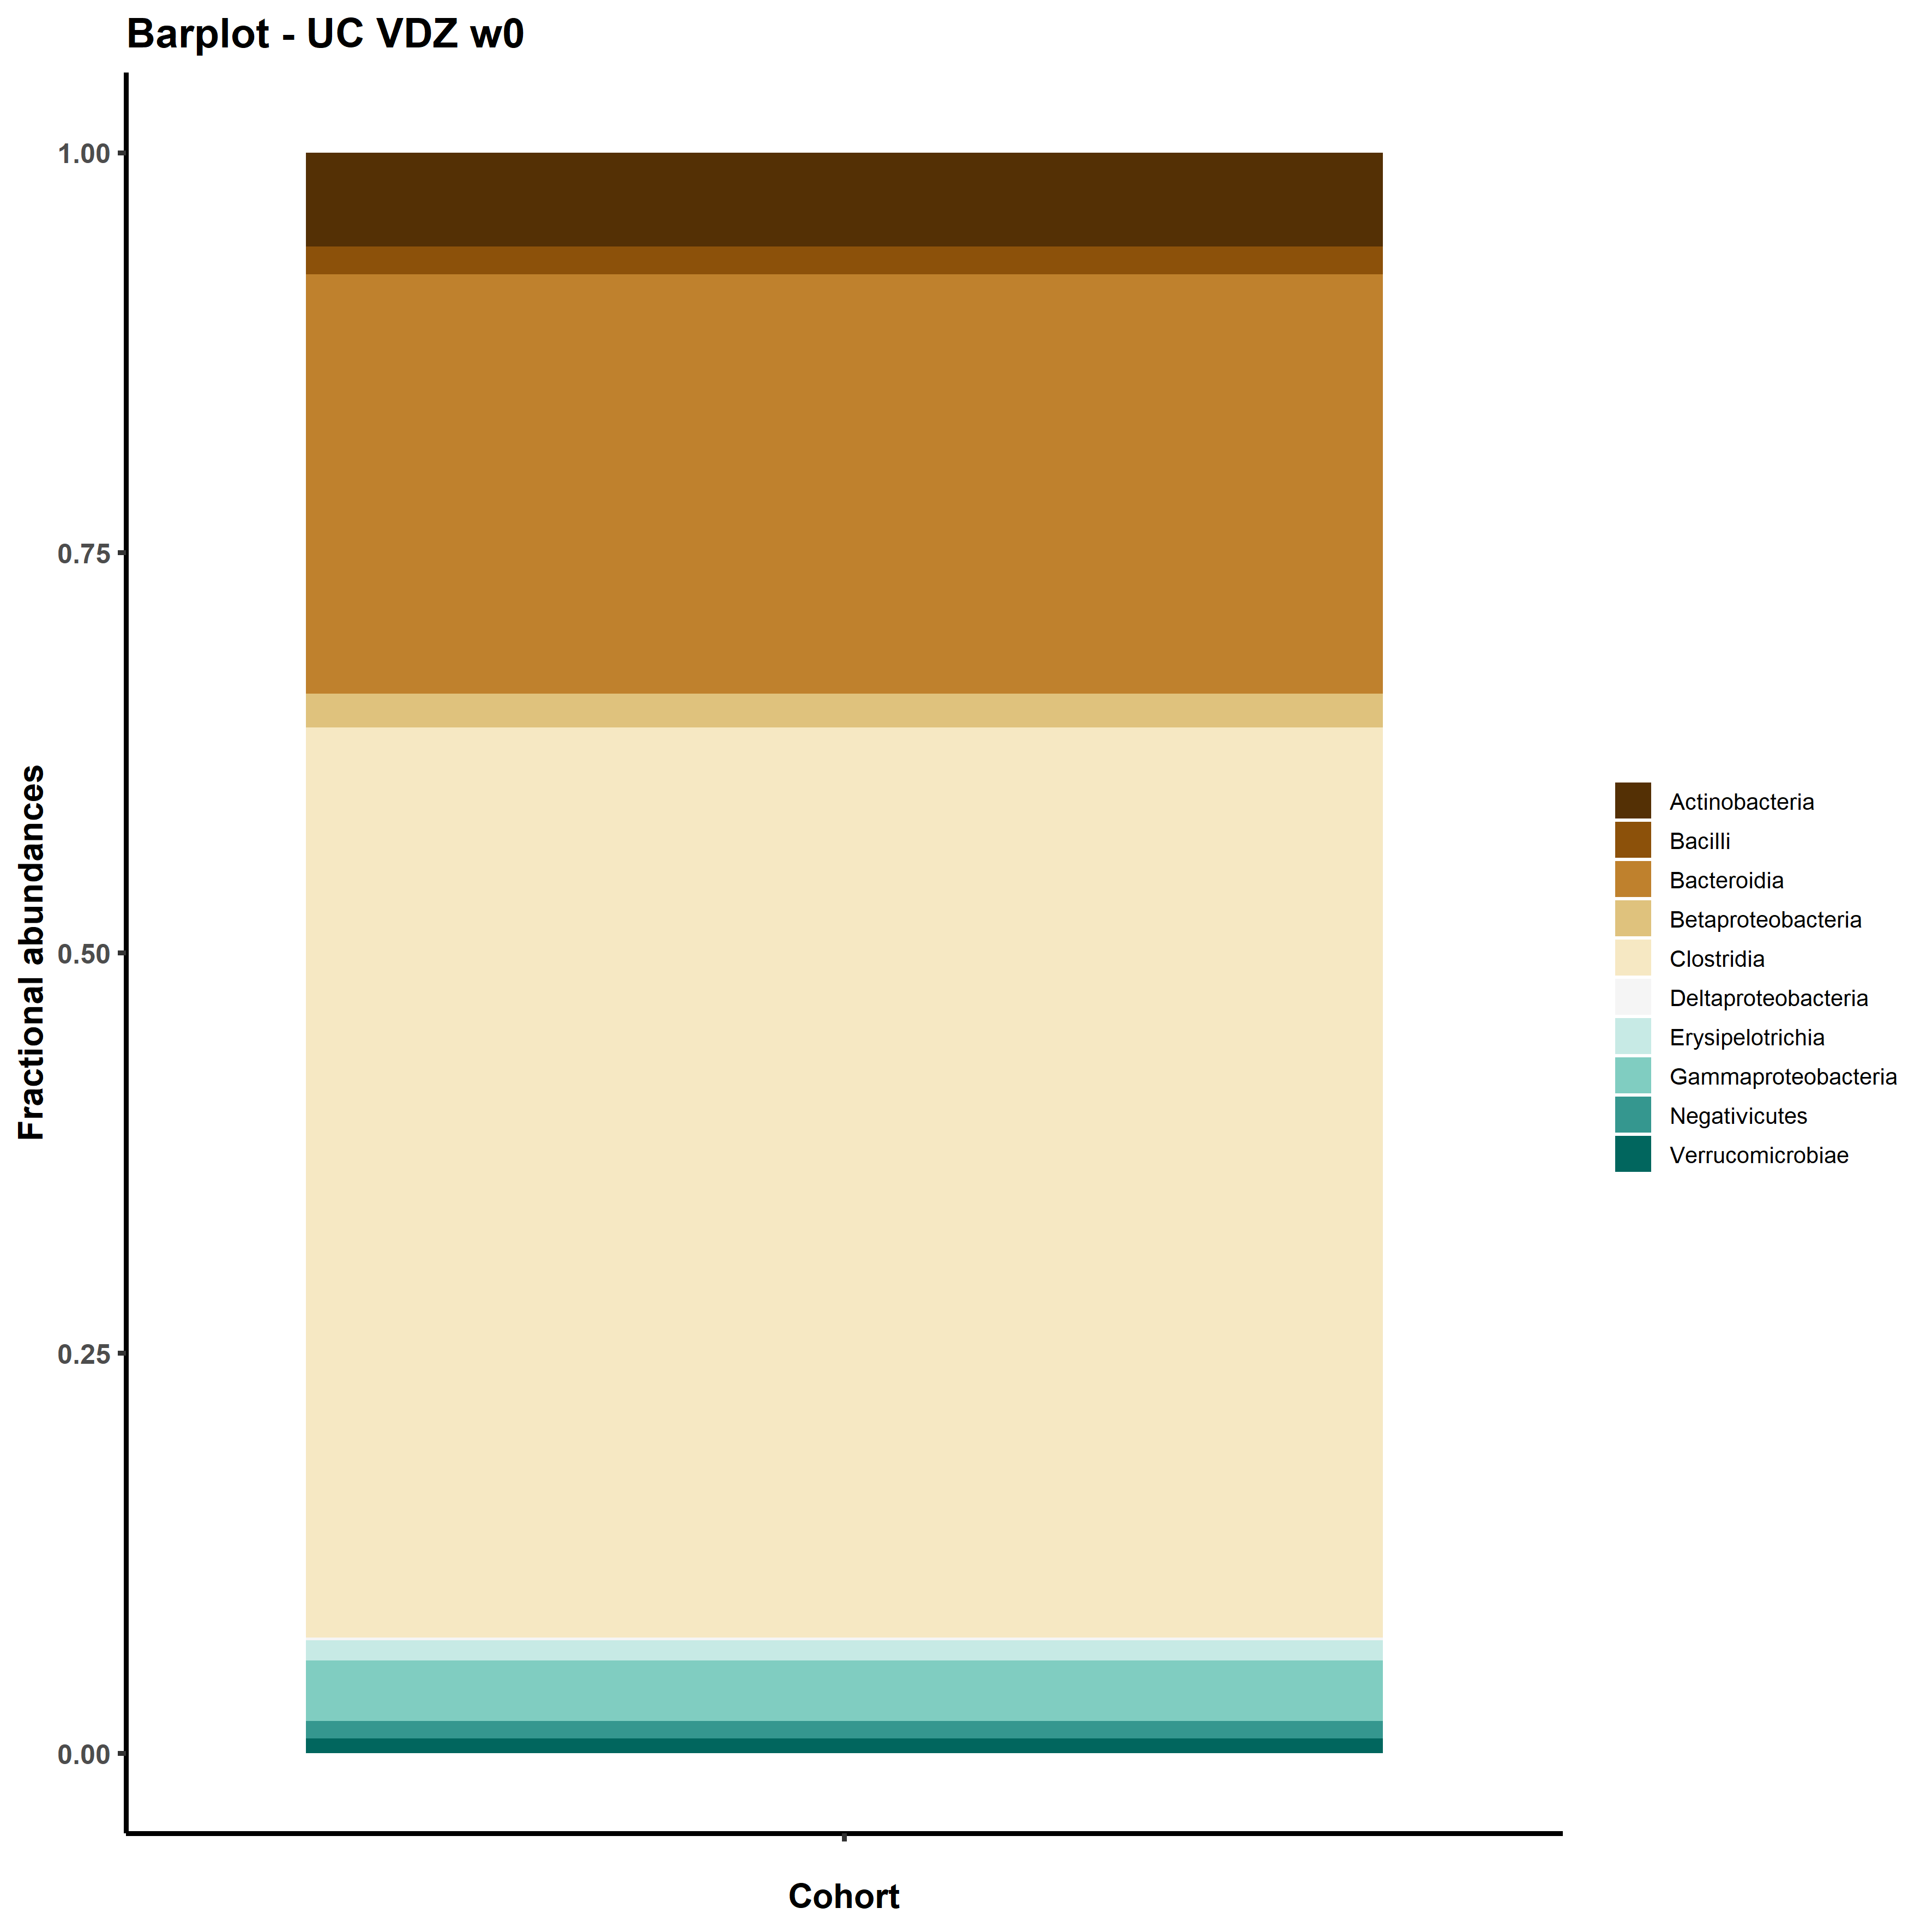 Barplot - UC VDZ w0
Fractional abundances
1.00
0.75
0.50
0.25
0.00
Cohort
Actinobacteria
Bacilli
Bacteroidia
Betaproteobacteria
Clostridia
Deltaproteobacteria
Erysipelotrichia
Gammaproteobacteria
Negativicutes
Verrucomicrobiae